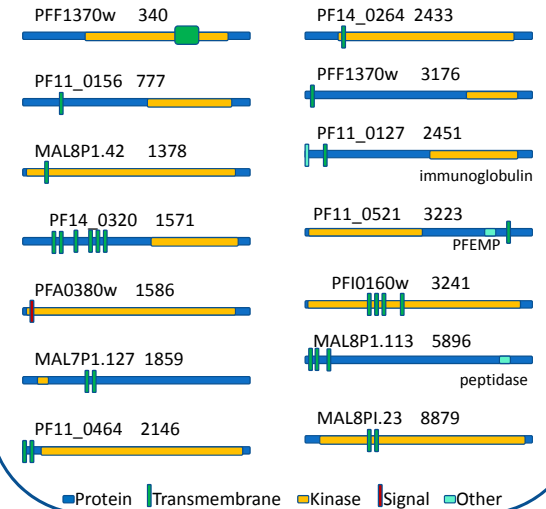 PFF1370w 340
PF11_0156 777
MAL8P1.42 1378
PF14_0320 1571
PFA0380w 1586
MAL7P1.127 1859
PF11_0464 2146
PF14_0264 2433
PFF1370w 3176
PF11_0127 2451
immunoglobulin
PF11_0521 3223
PFEMP
PFI0160w 3241
MAL8P1.113 5896
peptidase
MAL8PI.23 8879
Protein Transmembrane Kinase Signal Other